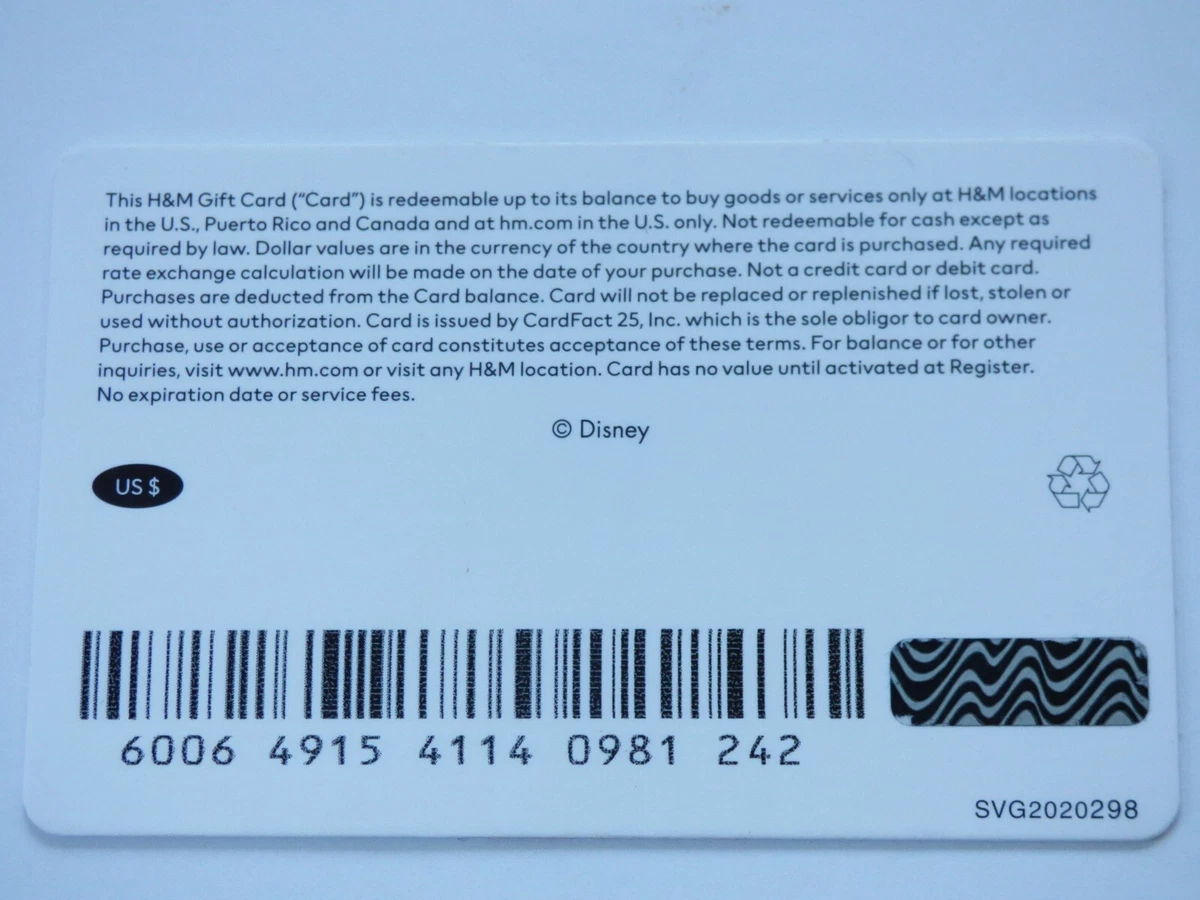 This H&M Gift Card (“Card”) is redeemable up to its balance to buy goods or services only at H&M locations
in the U.S., Puerto Rico and Canada and at hm.com in the U.S. only. Not redeemable for cash except as
required by law. Dollar values are in the currency of the country where the card is purchased. Any required
rate exchange calculation will be made on the date of your purchase. Not a credit card or debit card.
Purchases are deducted from the Card balance. Card will not be replaced or replenished if lost, stolen or
used without authorization. Card is issued by CardFact 25, Inc. which is the sole obligor to card owner.
Purchase, use or acceptance of card constitutes acceptance of these terms. For balance or for other
inquiries, visit www.hm.com or visit any H&M location. Card has no value until activated at Register.
No expiration date or service fees.
© Disney
US $
6006 4915 4114 0981 242
SVG2020298